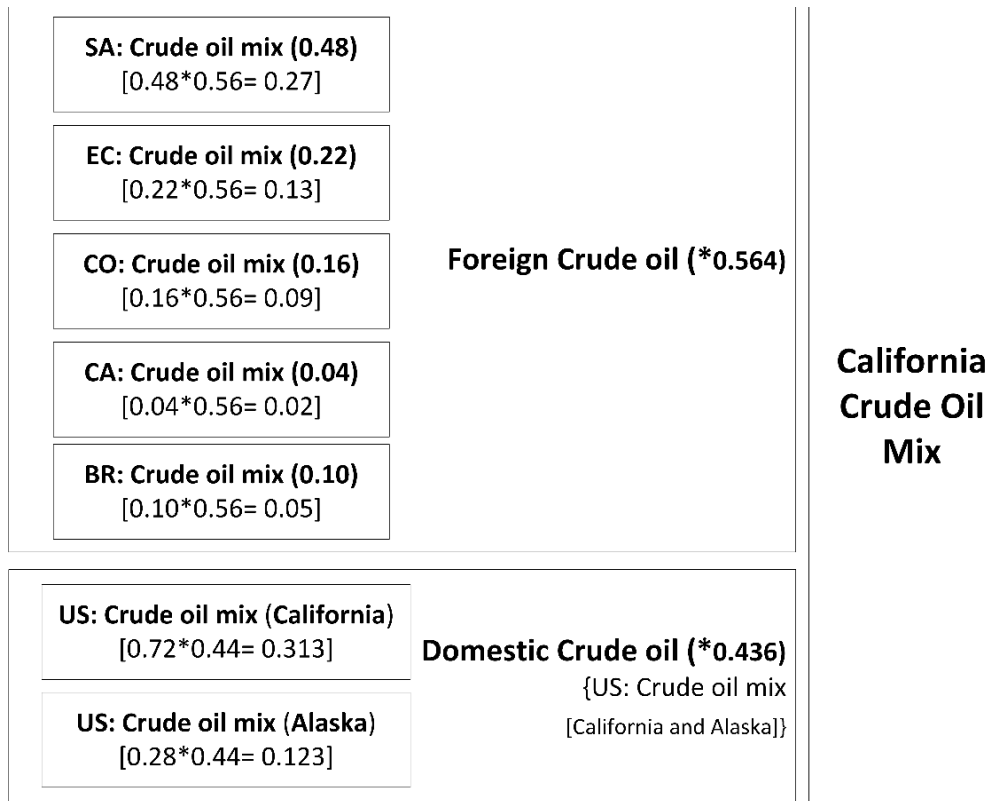 SA: Crude oil mix (0.48)
[0.48*0.56= 0.27]
EC: Crude oil mix (0.22)
[0.22*0.56= 0.13]
CO: Crude oil mix (0.16)
[0.16*0.56= 0.09]
CA: Crude oil mix (0.04)
[0.04*0.56= 0.02]
BR: Crude oil mix (0.10)
[0.10*0.56= 0.05]
Foreign Crude oil (*0.564)
US: Crude oil mix (California)
[0.72*0.44= 0.313]
US: Crude oil mix (Alaska)
[0.28*0.44= 0.123]
Domestic Crude oil (*0.436)
{US: Crude oil mix
[California and Alaska]}
California
Crude Oil
Mix